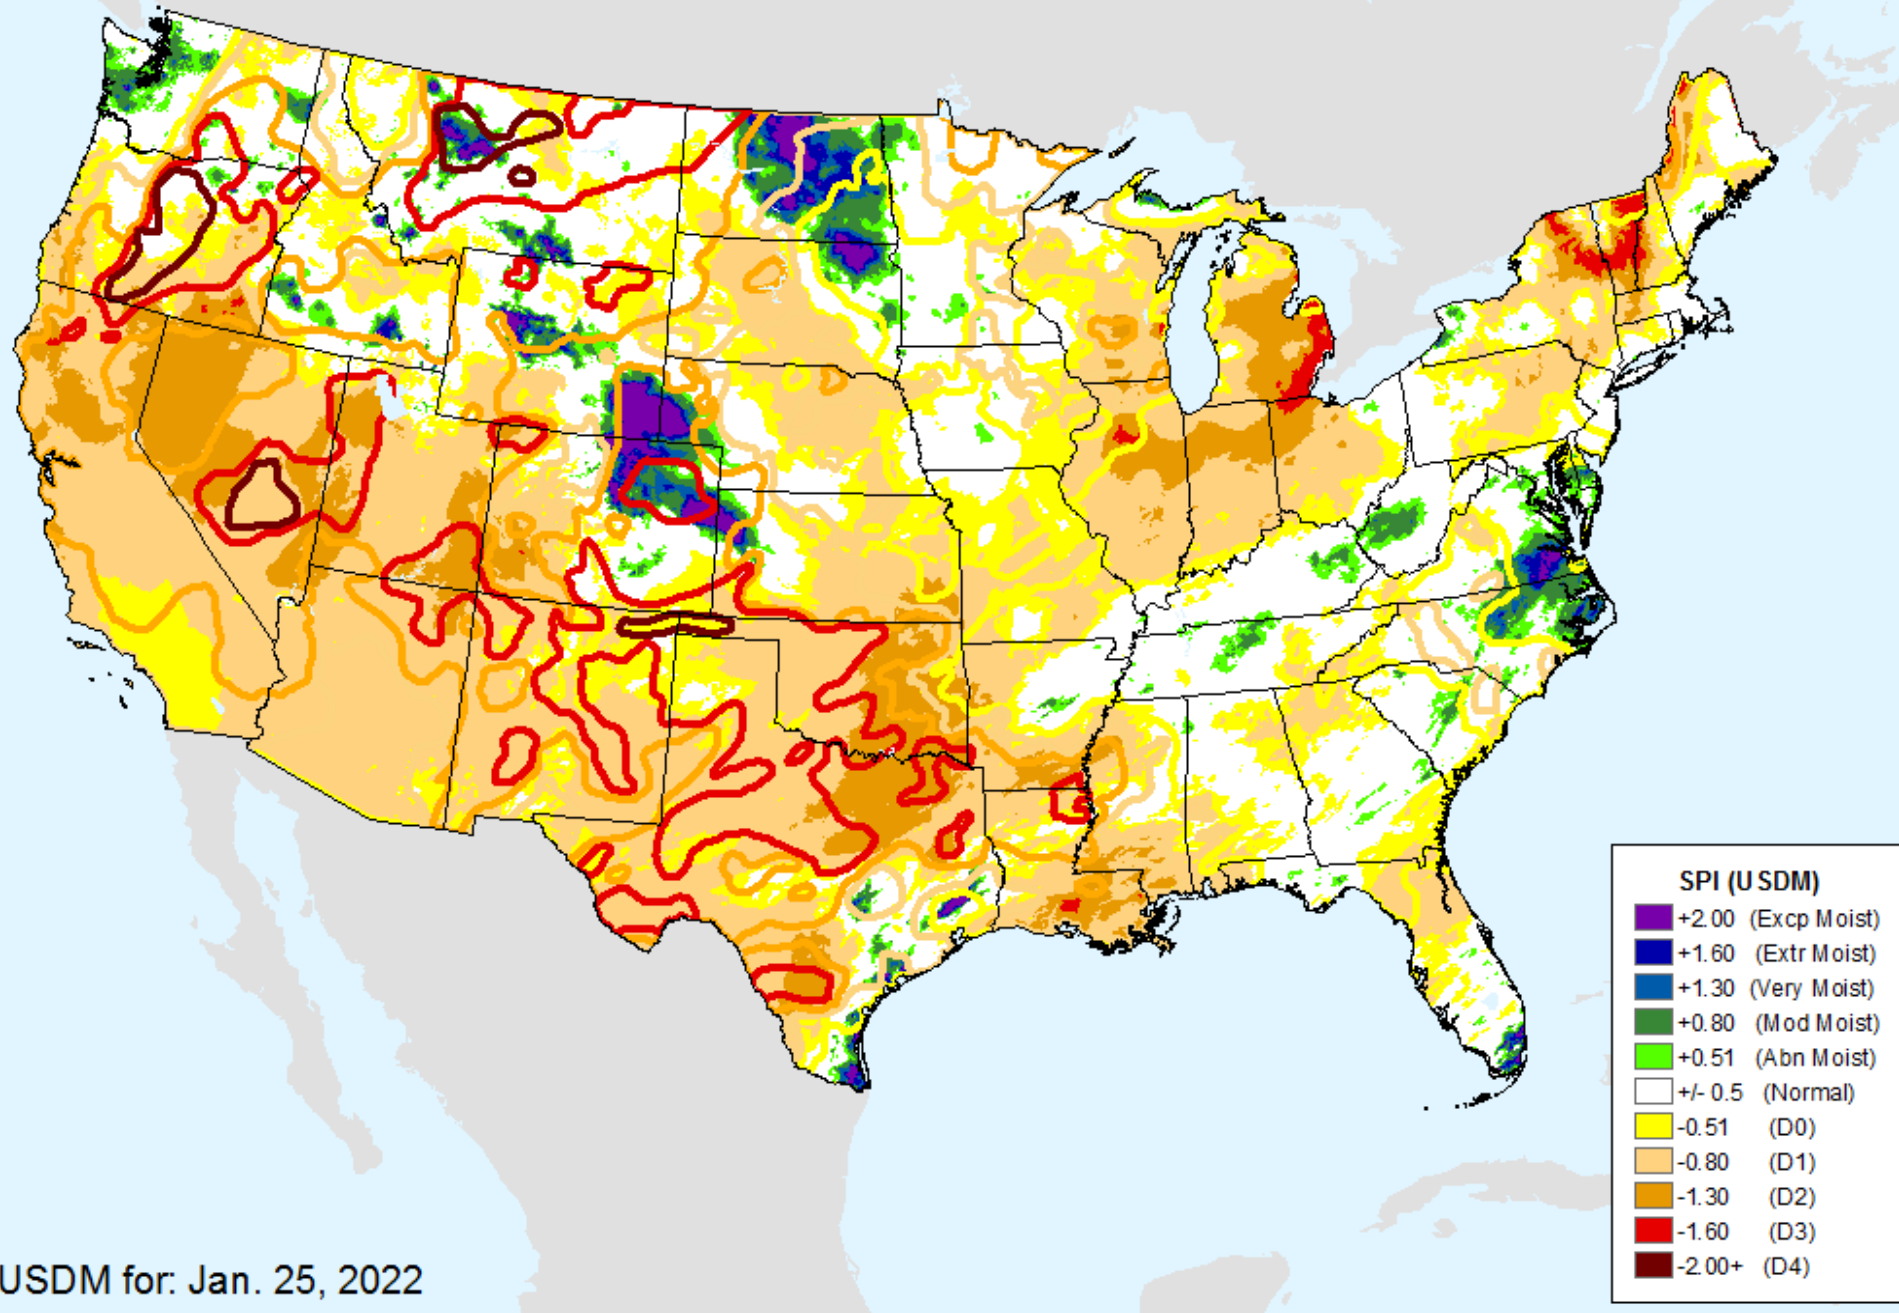 SPI (USDM)
+2.00 (Excp Moist)
+1.60 (Extr Moist)
+1.30 (Very Moist)
+0.80 (Mod Moist)
+0.51 (Abn Moist)
+/- 0.5 (Normal)
-0.51 (D0)
-0.80 (D1)
-1.30 (D2)
-1.60 (D3)
-2.00+ (D4)
USDM for: Jan. 25, 2022